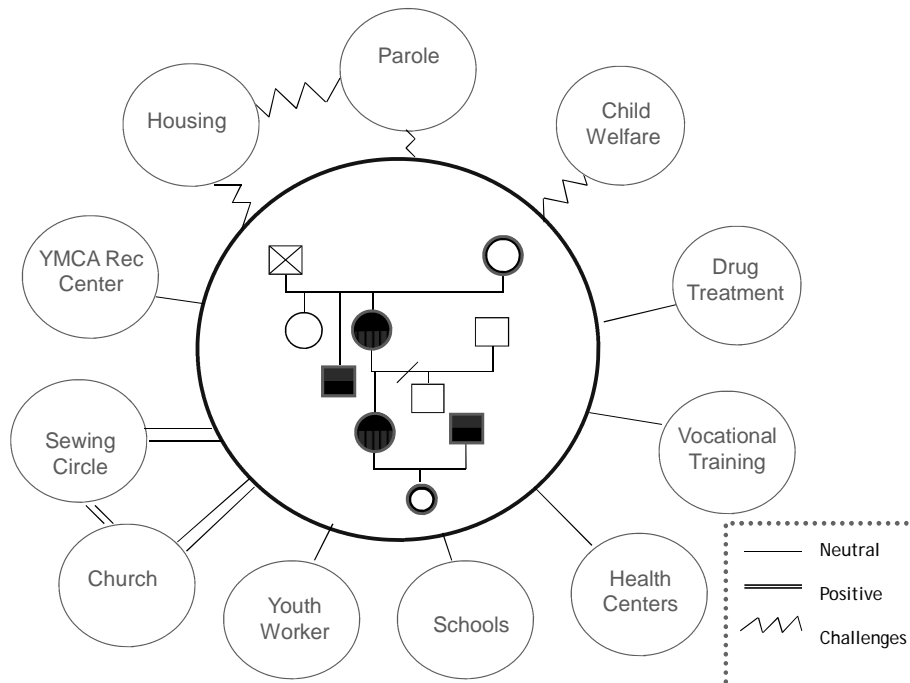 Parole
Housing
Child
Welfare
YMCA Rec
Center
Drug
Treatment
Sewing
Circle
Vocational
Training
Church
Youth
Worker
Schools
Health
Centers
Neutral
Positive
Challenges